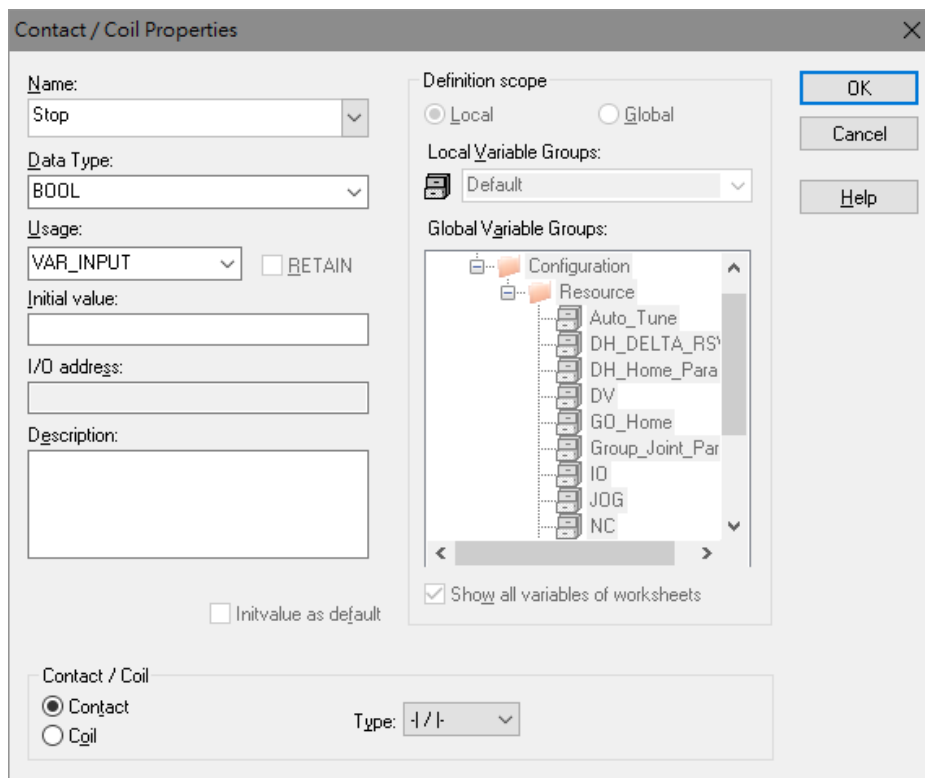 Contact / Coil Properties
Name:
Stop
Data Type:
BOOL
Usage:
VAR_INPUT
RETAIN
Initial value:
I/O address:
Description:
Initvalue as default
Definition scope
Local
Global
Local Variable Groups:
Default
Global Variable Groups:
Configuration
Resource
Auto_Tune
DH_DELTA_RS
DH_Home_Para
DV
GO_Home
Group_Joint_Par
IO
JOG
NC
Show all variables of worksheets
OK
Cancel
Help
Contact / Coil
Contact
Coil
Type: -| / |-